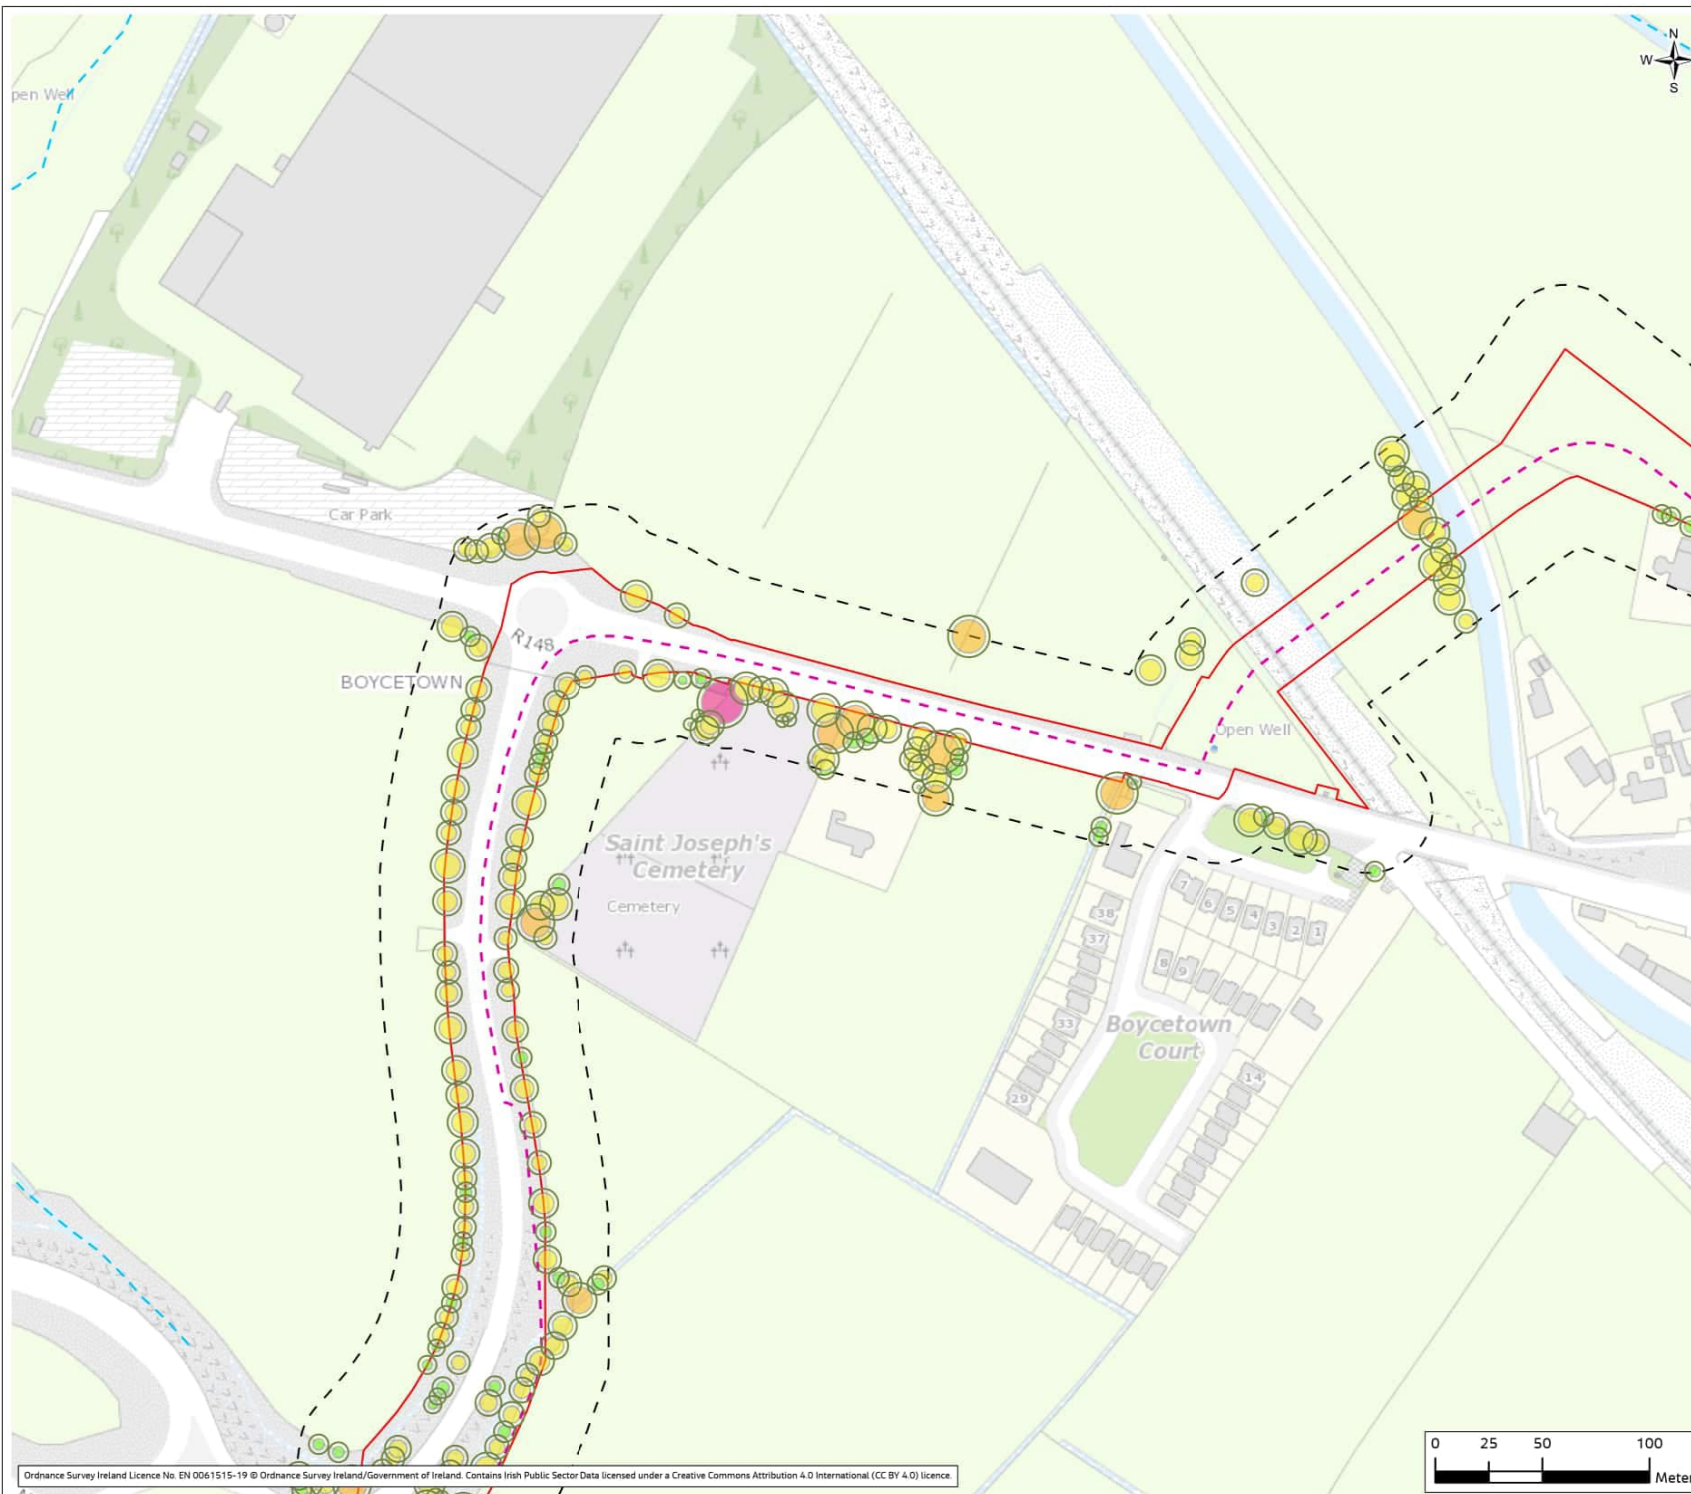 N
W
S
pen Well
Car Park
R148
BOYCETOWN
Open Well
Saint Joseph's
Cemetery
Cemetery
7
6
5
4
3
2
1
38
37
8
9
33
Boycetown
Court
14
29
0 25 50 100
Meter
Ordnance Survey Ireland Licence No. EN 0061515-19 © Ordnance Survey Ireland/Government of Ireland. Contains Irish Public Sector Data licensed under a Creative Commons Attribution 4.0 International (CC BY 4.0) licence.